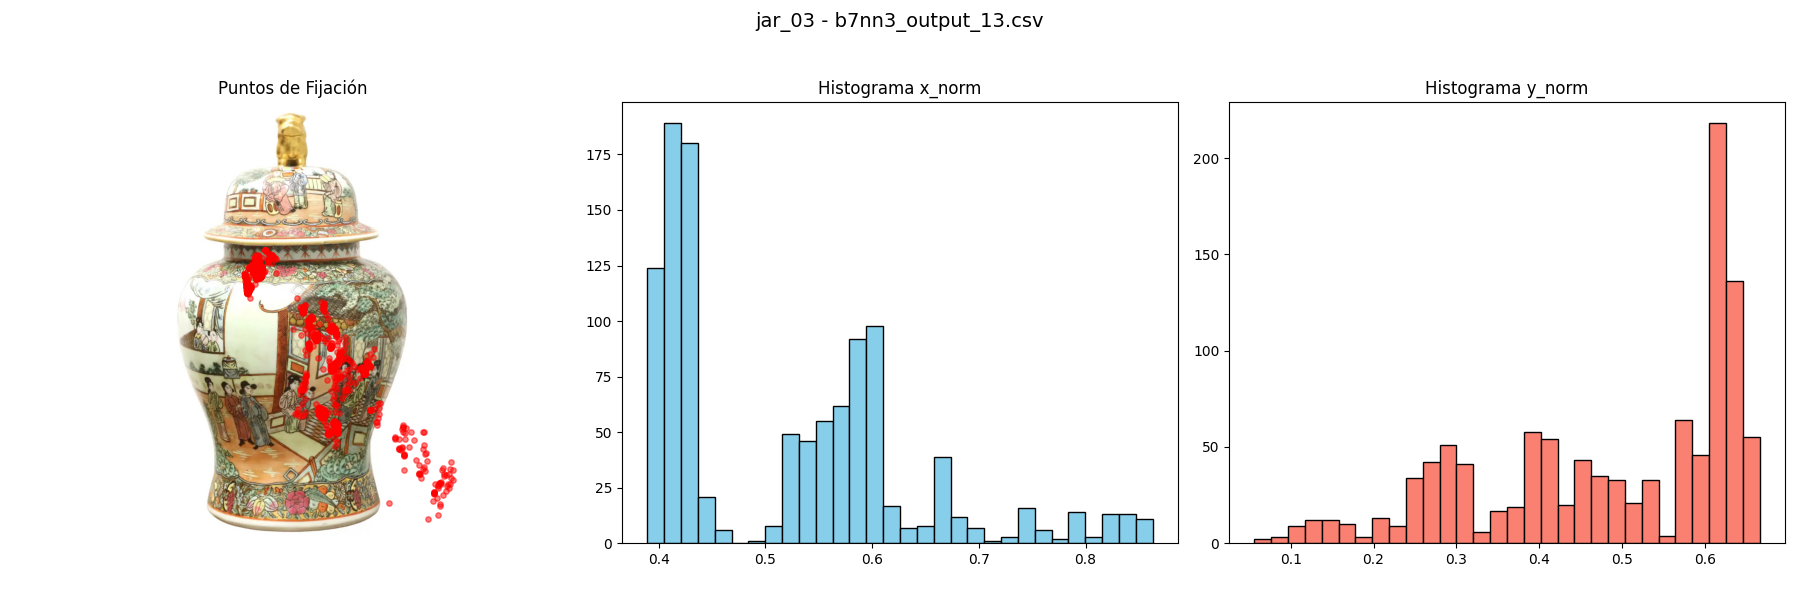 jar_03 - b7nn3_output_13.csv
Puntos de Fijación
Histograma x_norm
Histograma y_norm
175
150
125
100
75
50
25
0
0.4 0.5 0.6 0.7 0.8
200
150
100
50
0
0.1 0.2 0.3 0.4 0.5 0.6